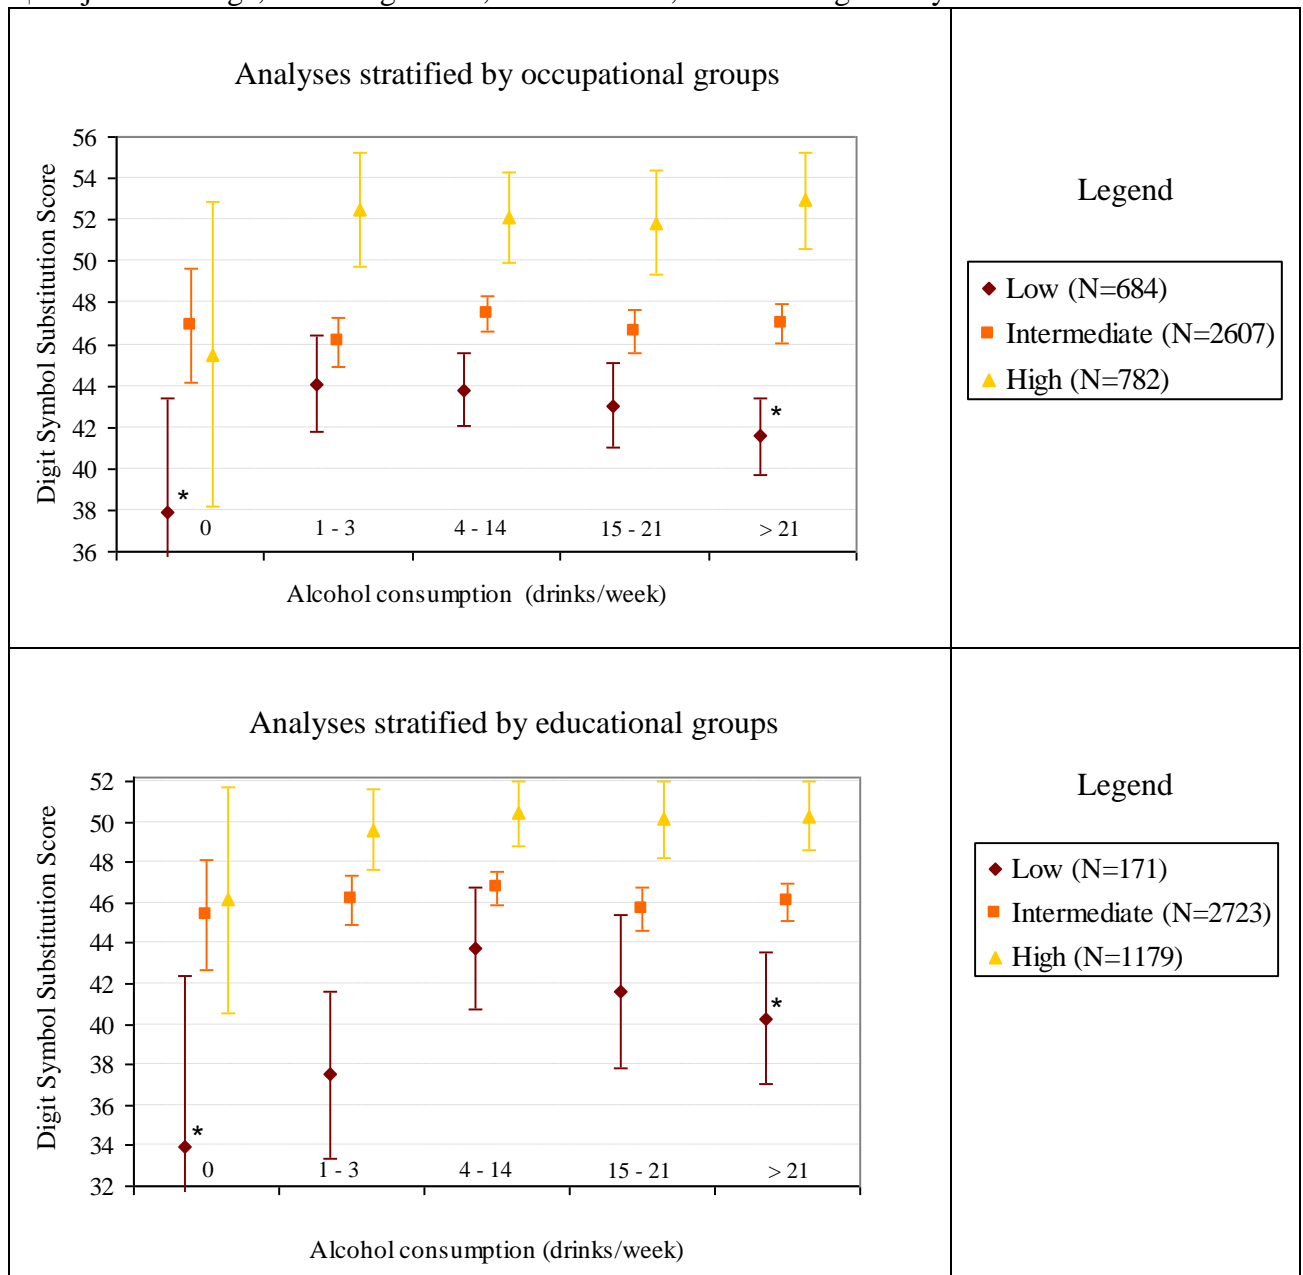 Analyses stratified by occupational groups
Digit Symbol Substitution Score
56
54
52
50
48
46
44
42
40
38
36
*
*
0
1 - 3
4 - 14
15 - 21
> 21
Alcohol consumption (drinks/week)
Legend
Low (N=684)
Intermediate (N=2607)
High (N=782)
Analyses stratified by educational groups
Digit Symbol Substitution Score
52
50
48
46
44
42
40
38
36
34
32
*
*
0
1 - 3
4 - 14
15 - 21
> 21
Alcohol consumption (drinks/week)
Legend
Low (N=171)
Intermediate (N=2723)
High (N=1179)